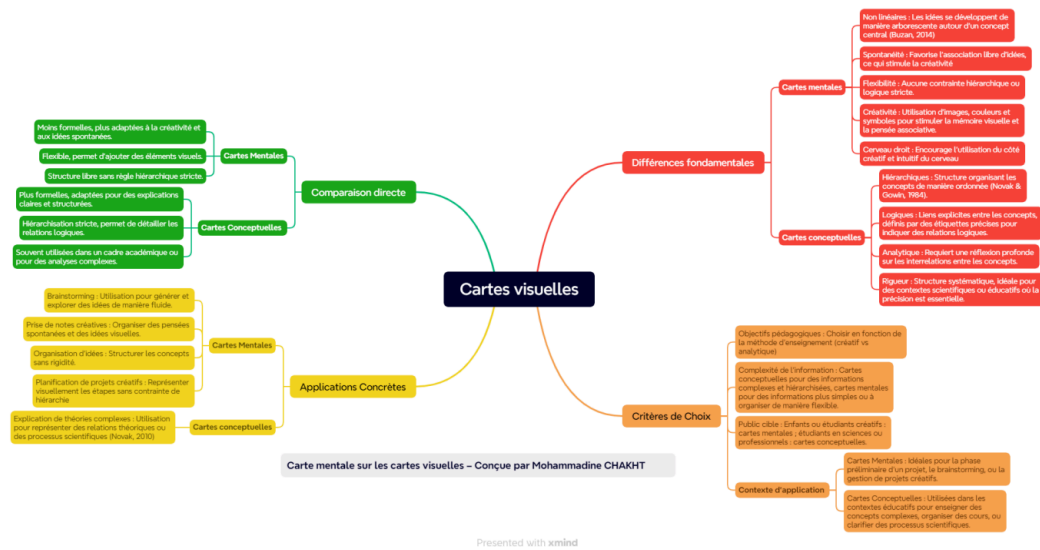 Cartes visuelles
Différences fondamentales
Cartes mentales
Non linéaires : Les idées se développent de
manière arborescente autour d'un concept
central (Buzan, 2014)
Spontanéité : Favorise l'association libre d'idées,
ce qui stimule la créativité
Flexibilité : Aucune contrainte hiérarchique ou
logique stricte.
Créativité : Utilisation d'images, couleurs et
symboles pour stimuler la mémoire visuelle et
la pensée associative.
Cerveau droit : Encourage l'utilisation du côté
créatif et intuitif du cerveau
Cartes conceptuelles
Hiérarchiques : Structure organisant les
concepts de manière ordonnée (Novak &
Gowin, 1984).
Logiques : Liens explicites entre les concepts,
définis par des étiquettes précises pour
indiquer des relations logiques.
Analytique : Requiert une réflexion profonde
sur les interrelations entre les concepts.
Rigueur : Structure systématique, idéale pour
des contextes scientifiques ou éducatifs où la
précision est essentielle.
Critères de Choix
Objectifs pédagogiques : Choisir en fonction de
la méthode d'enseignement (créatif vs
analytique)
Complexité de l'information : Cartes
conceptuelles pour des informations
complexes et hiérarchisées, cartes mentales
pour des informations plus simples ou à
organiser de manière flexible.
Public cible : Enfants ou étudiants créatifs :
cartes mentales ; étudiants en sciences ou
professionnels : cartes conceptuelles.
Contexte d'application
Cartes Mentales : Idéales pour la phase
préliminaire d'un projet, le brainstorming, ou la
gestion de projets créatifs.
Cartes Conceptuelles : Utilisées dans les
contextes éducatifs pour enseigner des
concepts complexes, organiser des cours, ou
clarifier des processus scientifiques.
Comparaison directe
Cartes Mentales
Moins formelles, plus adaptées à la créativité et
aux idées spontanées.
Flexible, permet d'ajouter des éléments visuels.
Structure libre sans règle hiérarchique stricte.
Cartes Conceptuelles
Plus formelles, adaptées pour des explications
claires et structurées.
Hiérarchisation stricte, permet de détailler les
relations logiques.
Souvent utilisées dans un cadre académique ou
pour des analyses complexes.
Applications Concrètes
Cartes Mentales
Brainstorming : Utilisation pour générer et
explorer des idées de manière fluide.
Prise de notes créatives : Organiser des pensées
spontanées et des idées visuelles.
Organisation d'idées : Structurer les concepts
sans rigidité.
Planification de projets créatifs : Représenter
visuellement les étapes sans contrainte de
hiérarchie
Cartes conceptuelles
Explication de théories complexes : Utilisation
pour représenter des relations théoriques ou
des processus scientifiques (Novak, 2010)
Carte mentale sur les cartes visuelles – Conçue par Mohammadine CHAKHT
Presented with xmind